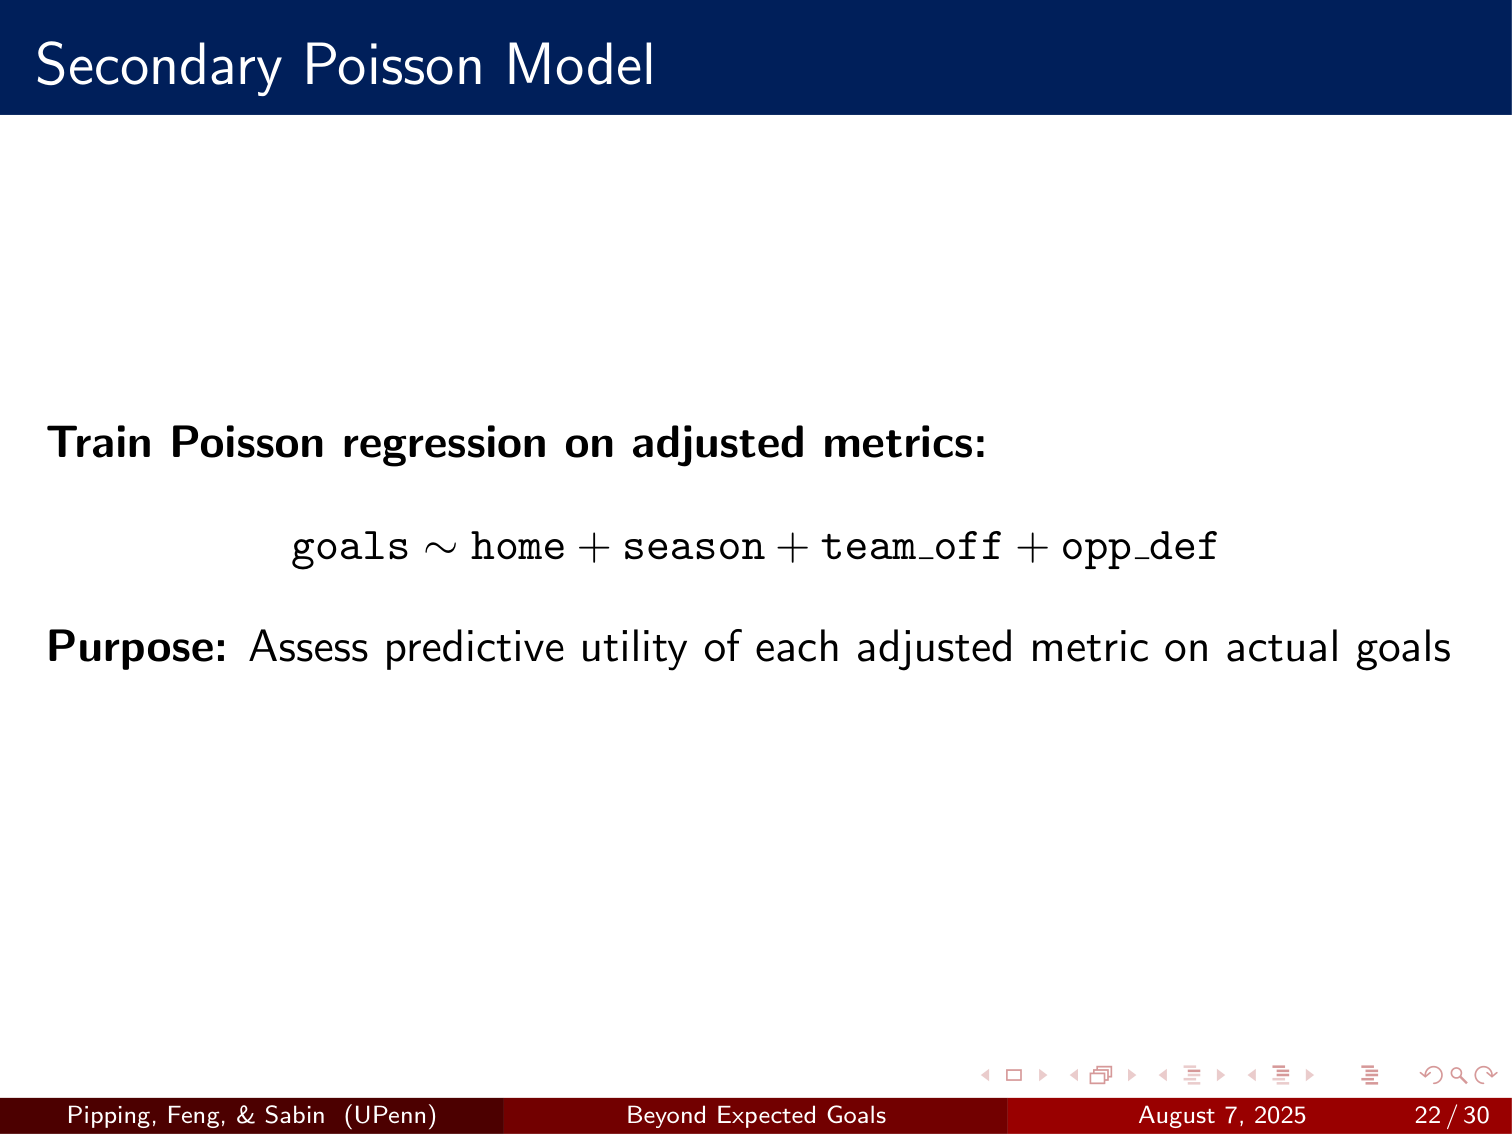 Secondary Poisson Model
Train Poisson regression on adjusted metrics:
goals ∼ home + season + team_off + opp_def
Purpose: Assess predictive utility of each adjusted metric on actual goals
Pipping, Feng, & Sabin (UPenn) Beyond Expected Goals August 7, 2025 22 / 30